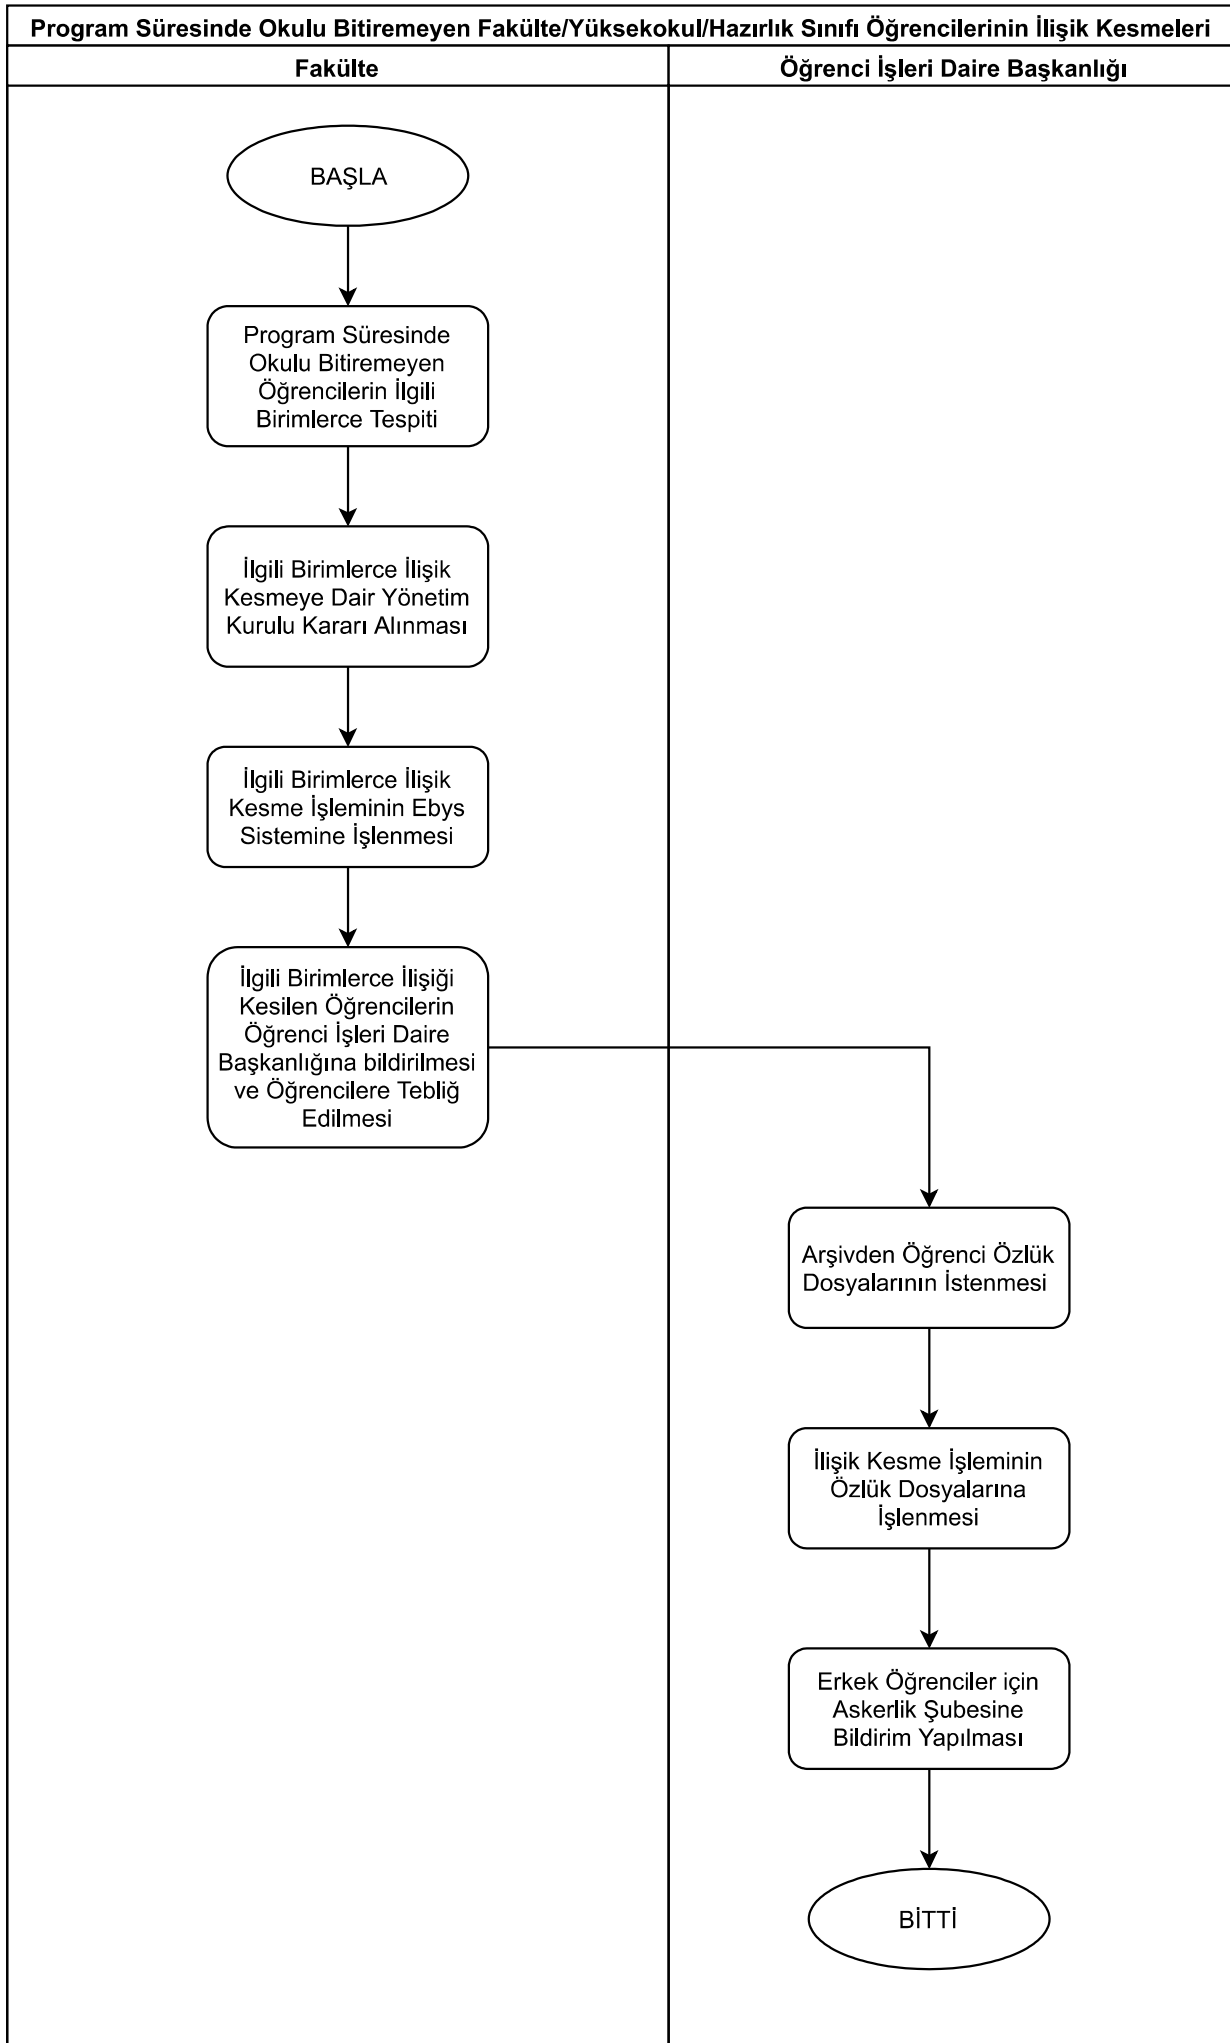 Program Süresinde Okulu Bitiremeyen Fakülte/Yüksekokul/Hazırlık Sınıfı Öğrencilerinin İlişik Kesmeleri
Fakülte
Öğrenci İşleri Daire Başkanlığı
BAŞLA
Program Süresinde
Okulu Bitiremeyen
Öğrencilerin İlgili
Birimlerce Tespiti
İlgili Birimlerce İlişik
Kesmeye Dair Yönetim
Kurulu Kararı Alınması
İlgili Birimlerce İlişik
Kesme İşleminin Ebys
Sistemine İşlenmesi
İlgili Birimlerce İlişiği
Kesilen Öğrencilerin
Öğrenci İşleri Daire
Başkanlığına bildirilmesi
ve Öğrencilere Tebliğ
Edilmesi
Arşivden Öğrenci Özlük
Dosyalarının İstenmesi
İlişik Kesme İşleminin
Özlük Dosyalarına
İşlenmesi
Erkek Öğrenciler için
Askerlik Şubesine
Bildirim Yapılması
BİTTİ